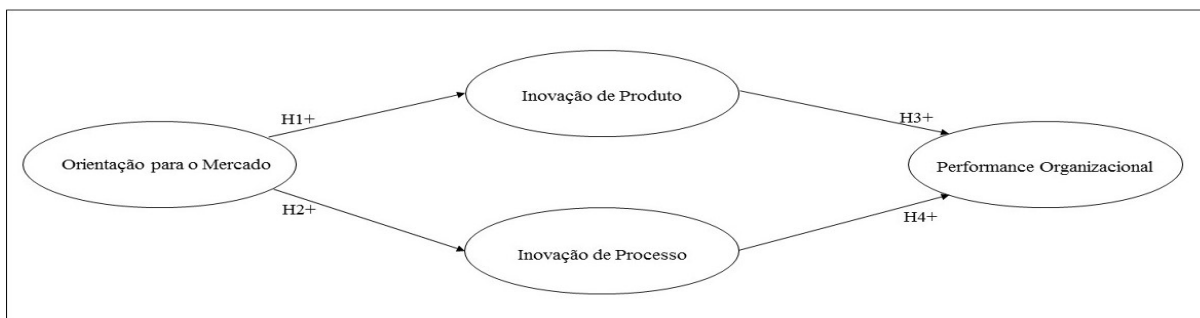 Inovação de Produto
H1+
H3+
Orientação para o Mercado
Performance Organizacional
H2+
H4+
Inovação de Processo